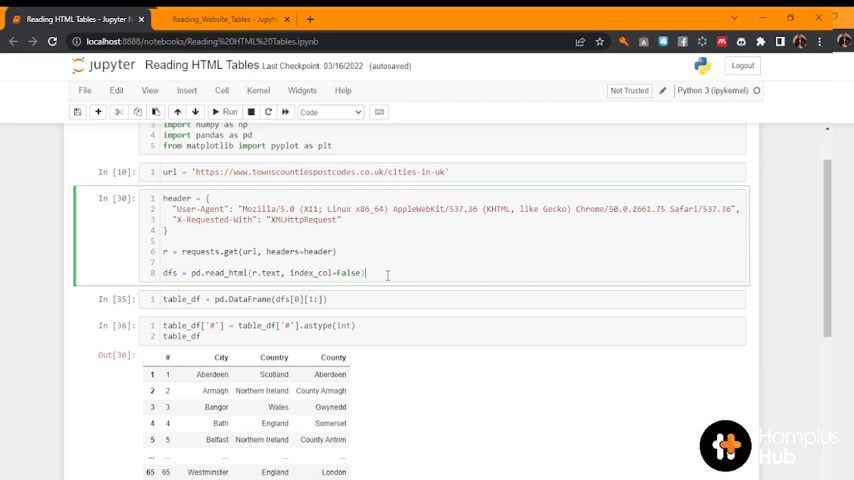 Reading HTML Tables - Jupyter N
Reading_Website_Tables - Jupyter
localhost:8888/notebooks/Reading%20HTML%20Tables.ipynb
jupyter Reading HTML Tables Last Checkpoint: 03/16/2022 (autosaved)
Logout
File Edit View Insert Cell Kernel Widgets Help
Not Trusted
Python 3 (ipykernel)
Run
Code
3 import numpy as np
4 import pandas as pd
5 from matplotlib import pyplot as plt
In [10]
1 url = 'https://www.townscountiespostcodes.co.uk/cities-in-uk'
In [30]
1 header = {
2 "User-Agent": "Mozilla/5.0 (X11; Linux x86_64) AppleWebKit/537.36 (KHTML, like Gecko) Chrome/50.0.2661.75 Safari/537.36",
3 "X-Requested-With": "XMLHttpRequest"
4 }
5
6 r = requests.get(url, headers=header)
7
8 dfs = pd.read_html(r.text, index_col=False)
In [35]
1 table_df = pd.DataFrame(dfs[0][1:])
In [36]
1 table_df['#'] = table_df['#'].astype(int)
2 table_df
Out[36]
# City Country County
1 1 Aberdeen Scotland Aberdeen
2 2 Armagh Northern Ireland County Armagh
3 3 Bangor Wales Gwynedd
4 4 Bath England Somerset
5 5 Belfast Northern Ireland County Antrim
... ... ... ... ...
65 65 Westminster England London
Hamplus
Hub